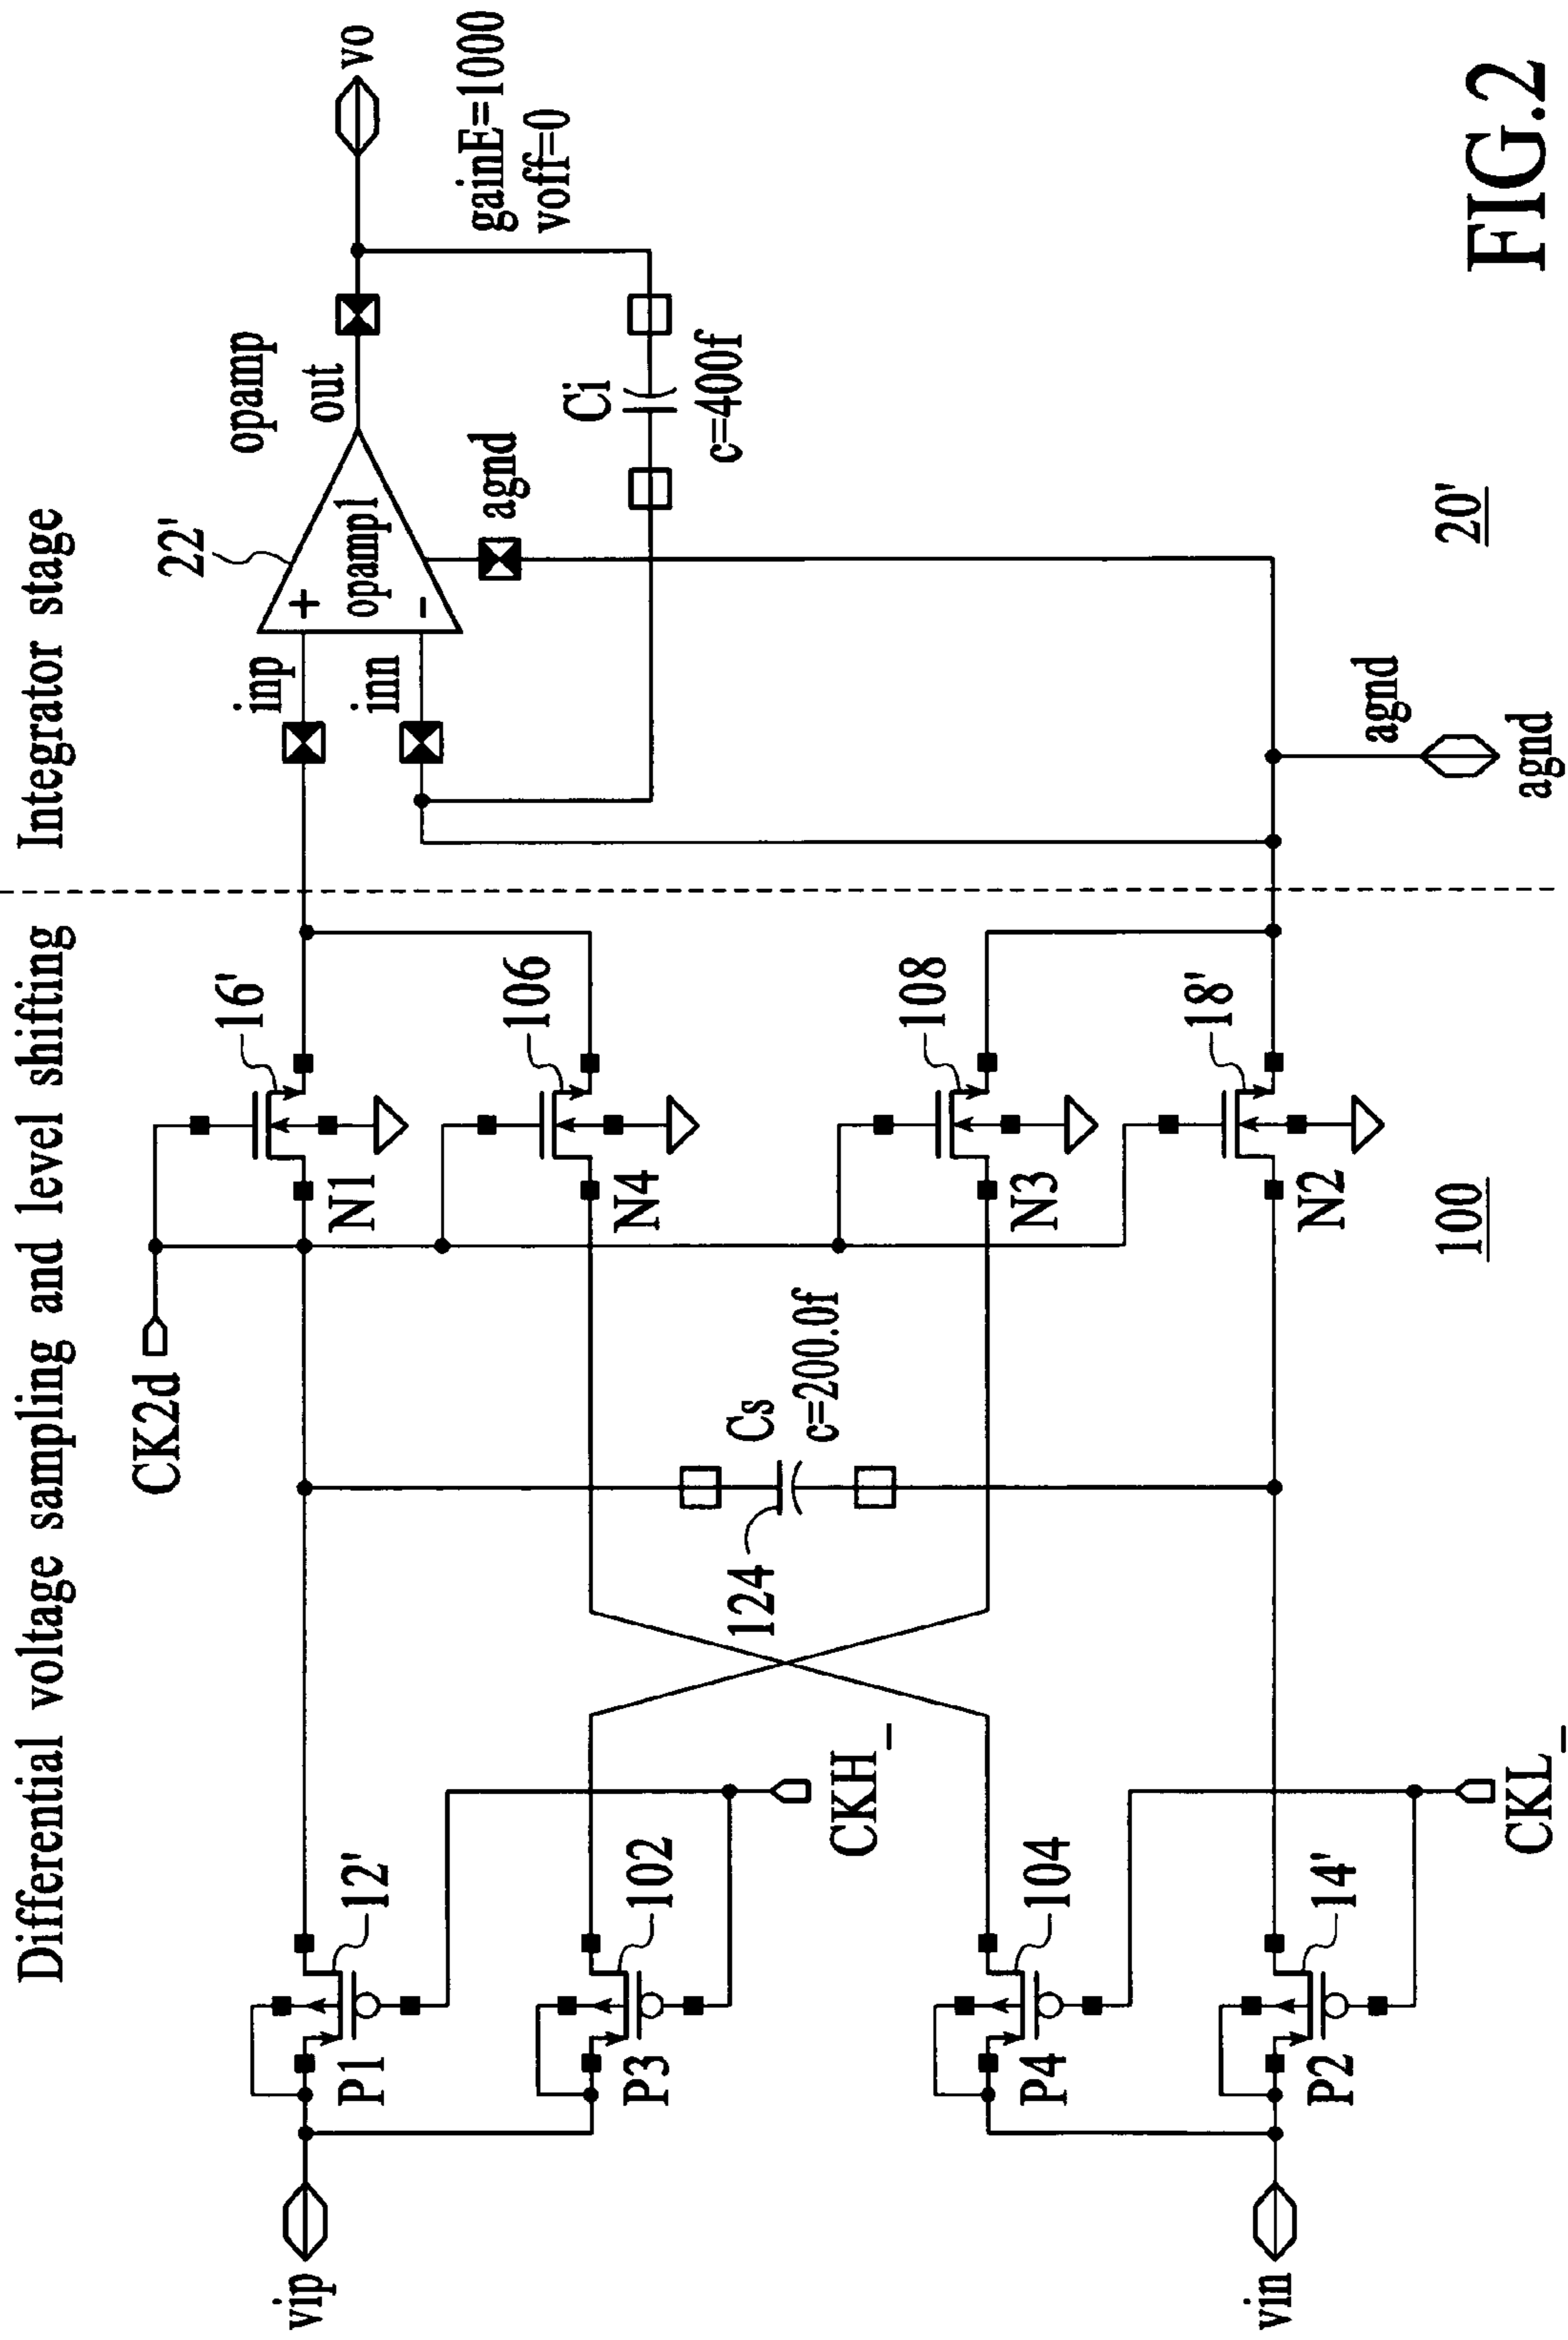 Differential voltage sampling and level shifting
Integrator stage
CK2d
16'
22'
opamp
N1
inp
+
out
vo
vip
P1
12'
opamp1
inn
-
gainE=1000
voff=0
106
N4
agnd
P3
102
Cs
c=200.0f
124
Ci
c=400f
CKH_
108
N3
P4
104
18'
N2
vin
P2
14'
agnd
agnd
CKL_
100
20'
FIG.2